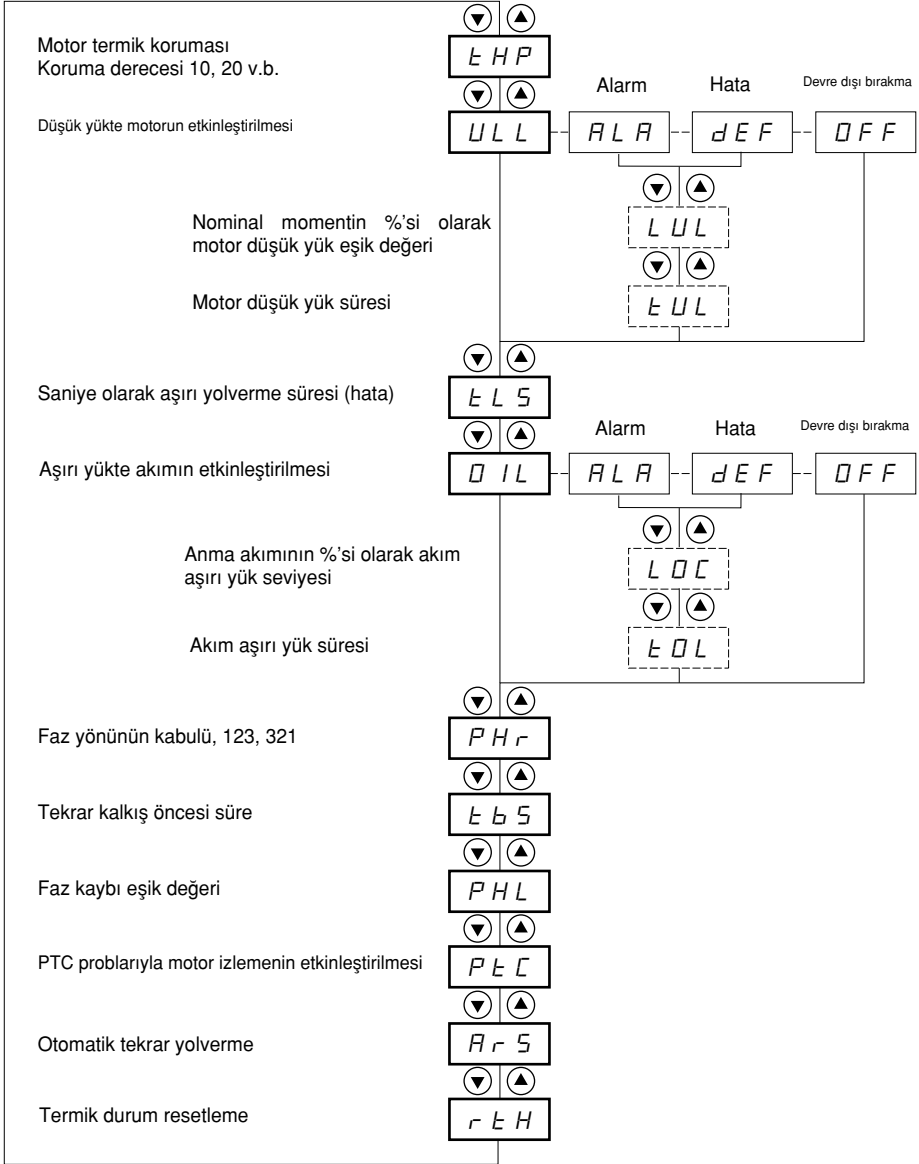 Motor termik koruması
Koruma derecesi 10, 20 v.b.
tHP
Alarm
Hata
Devre dışı bırakma
Düşük yükte motorun etkinleştirilmesi
ULL
ALA
dEF
OFF
Nominal momentin %'si olarak
motor düşük yük eşik değeri
LUL
Motor düşük yük süresi
tUL
Saniye olarak aşırı yolverme süresi (hata)
tLS
Alarm
Hata
Devre dışı bırakma
Aşırı yükte akımın etkinleştirilmesi
OIL
ALA
dEF
OFF
Anma akımının %'si olarak akım
aşırı yük seviyesi
LOC
Akım aşırı yük süresi
tOL
Faz yönünün kabulü, 123, 321
PHr
Tekrar kalkış öncesi süre
tbS
Faz kaybı eşik değeri
PHL
PTC problarıyla motor izlemenin etkinleştirilmesi
PtC
Otomatik tekrar yolverme
ArS
Termik durum resetleme
rtH